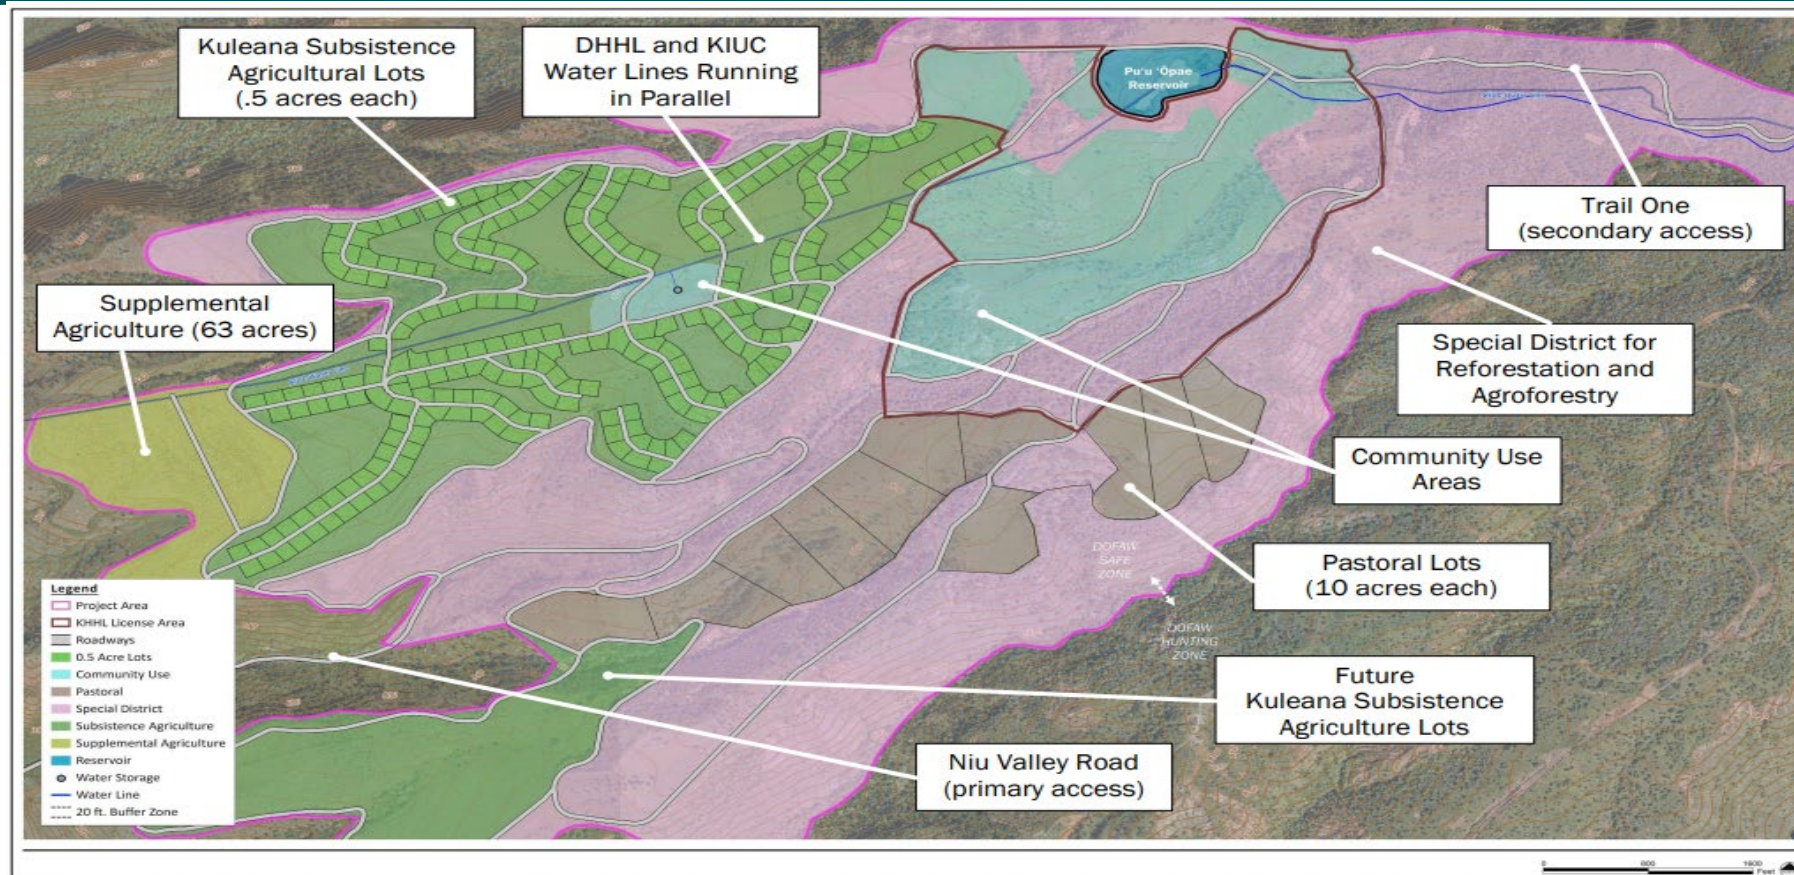 Kuleana Subsistence
Agricultural Lots
(.5 acres each)
DHHL and KIUC
Water Lines Running
in Parallel
Pu'u 'Ōpae
Reservoir
Trail One
(secondary access)
Supplemental
Agriculture (63 acres)
Special District for
Reforestation and
Agroforestry
Community Use
Areas
Pastoral Lots
(10 acres each)
DOFAW
SAFE
ZONE
DOFAW
HUNTING
ZONE
Future
Kuleana Subsistence
Agriculture Lots
Niu Valley Road
(primary access)
Legend
Project Area
KHHL License Area
Roadways
0.5 Acre Lots
Community Use
Pastoral
Special District
Subsistence Agriculture
Supplemental Agriculture
Reservoir
Water Storage
Water Line
20 ft. Buffer Zone
0
800
1600
Feet